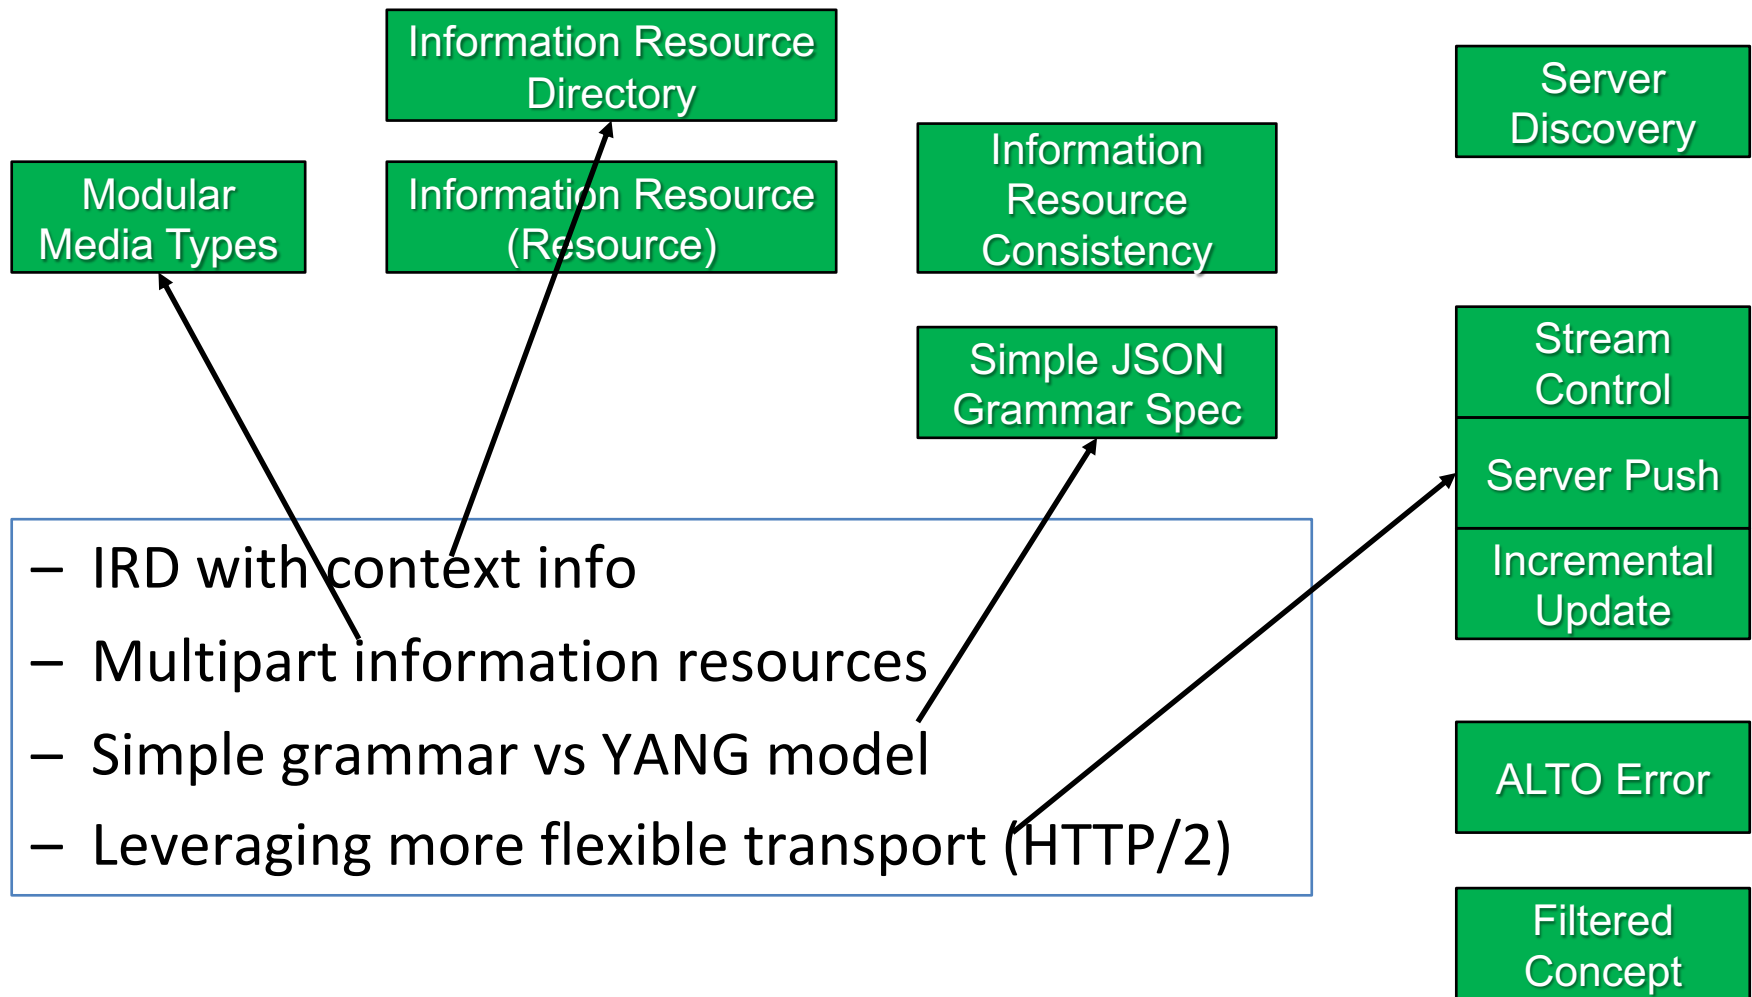 Information Resource
Directory
Server
Discovery
Modular
Media Types
Information Resource
(Resource)
Information
Resource
Consistency
Simple JSON
Grammar Spec
Stream
Control
Server Push
Incremental
Update
– IRD with context info
– Multipart information resources
– Simple grammar vs YANG model
– Leveraging more flexible transport (HTTP/2)
ALTO Error
Filtered
Concept